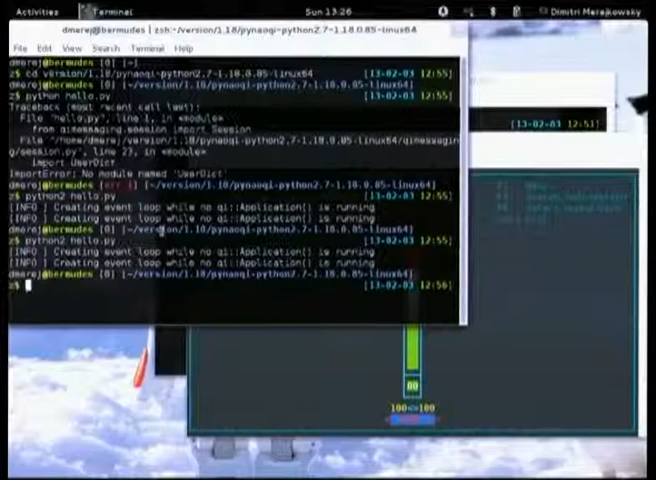 Activities Terminal Sun 13:26 Dimitri Merejkowsky
dmerej@bermudes | zsh:~/version/1.18/pynaoqi-python2.7-1.18.0.85-linux64
File Edit View Search Terminal Help
dmerej@bermudes [0] [~]
z$ cd version/1.18/pynaoqi-python2.7-1.18.0.85-linux64 [13-02-03 12:55]
dmerej@bermudes [0] [~/version/1.18/pynaoqi-python2.7-1.18.0.85-linux64]
z$ python hello.py [13-02-03 12:55]
Traceback (most recent call last):
File "hello.py", line 1, in <module>
from qimessaging.session import Session
File "/home/dmerej/version/1.18/pynaoqi-python2.7-1.18.0.85-linux64/qimessagin
g/session.py", line 23, in <module>
import UserDict
ImportError: No module named 'UserDict'
dmerej@bermudes [err 1] [~/version/1.18/pynaoqi-python2.7-1.18.0.85-linux64]
z$ python2 hello.py [13-02-03 12:55]
[INFO ] Creating event loop while no qi::Application() is running
[INFO ] Creating event loop while no qi::Application() is running
dmerej@bermudes [0] [~/version/1.18/pynaoqi-python2.7-1.18.0.85-linux64]
z$ python2 hello.py [13-02-03 12:55]
[INFO ] Creating event loop while no qi::Application() is running
[INFO ] Creating event loop while no qi::Application() is running
dmerej@bermudes [0] [~/version/1.18/pynaoqi-python2.7-1.18.0.85-linux64]
z$ [13-02-03 12:56]
[13-02-03 12:51]
80
100<>100